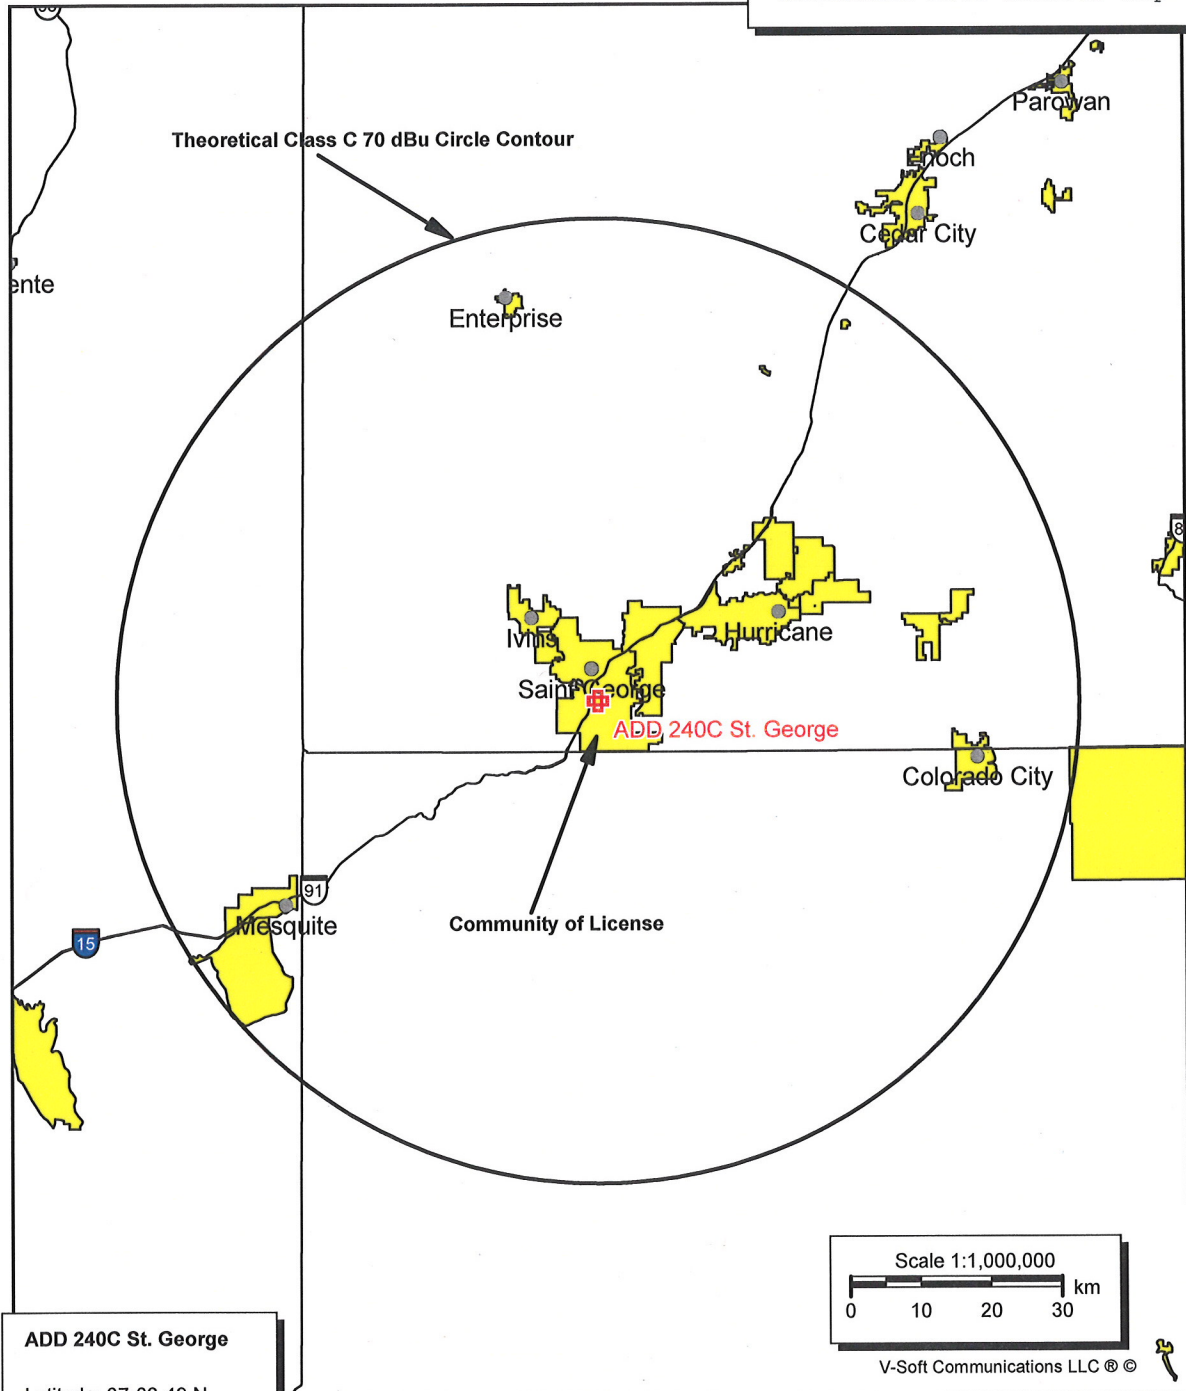 Parowan
Theoretical Class C 70 dBu Circle Contour
Enoch
Cedar City
ente
Enterprise
8
Ivins
Hurricane
Saint George
ADD 240C St. George
Colorado City
91
Mesquite
Community of License
15
Scale 1:1,000,000
km
0 10 20 30
ADD 240C St. George
V-Soft Communications LLC ® ©